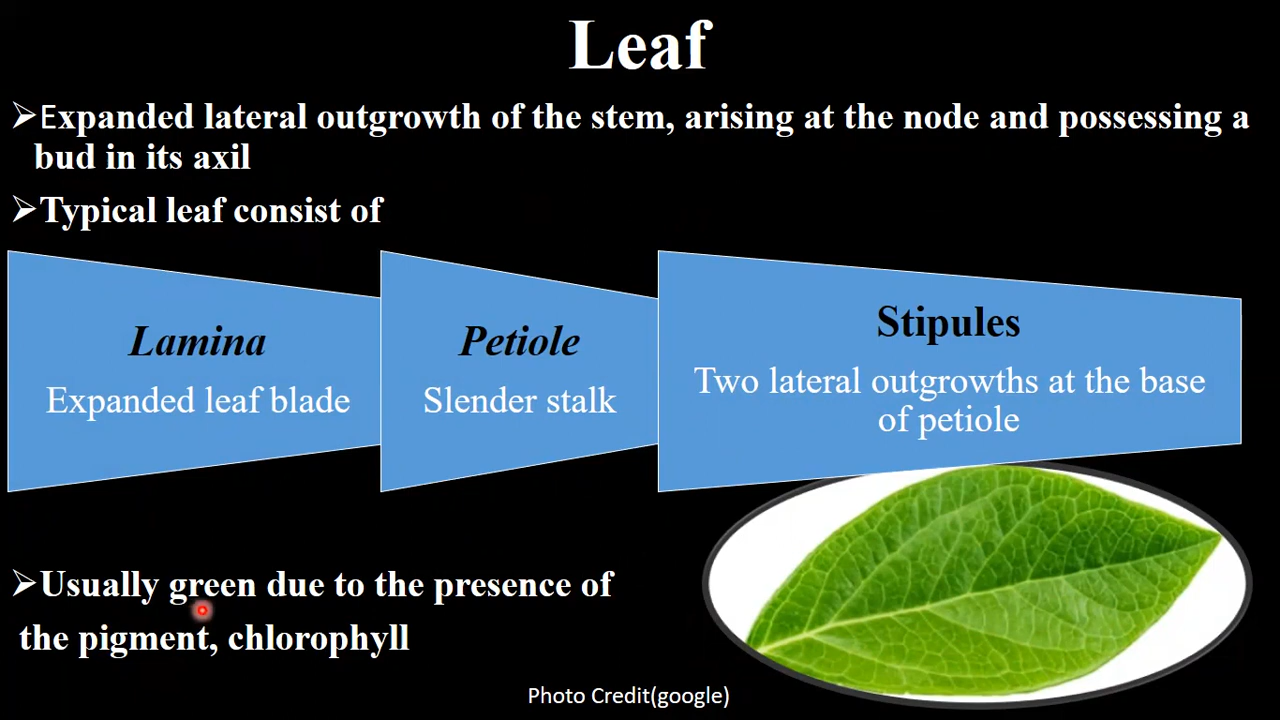 Leaf
➢Expanded lateral outgrowth of the stem, arising at the node and possessing a
bud in its axil
➢Typical leaf consist of
Lamina
Expanded leaf blade
Petiole
Slender stalk
Stipules
Two lateral outgrowths at the base
of petiole
➢Usually green due to the presence of
the pigment, chlorophyll
Photo Credit(google)